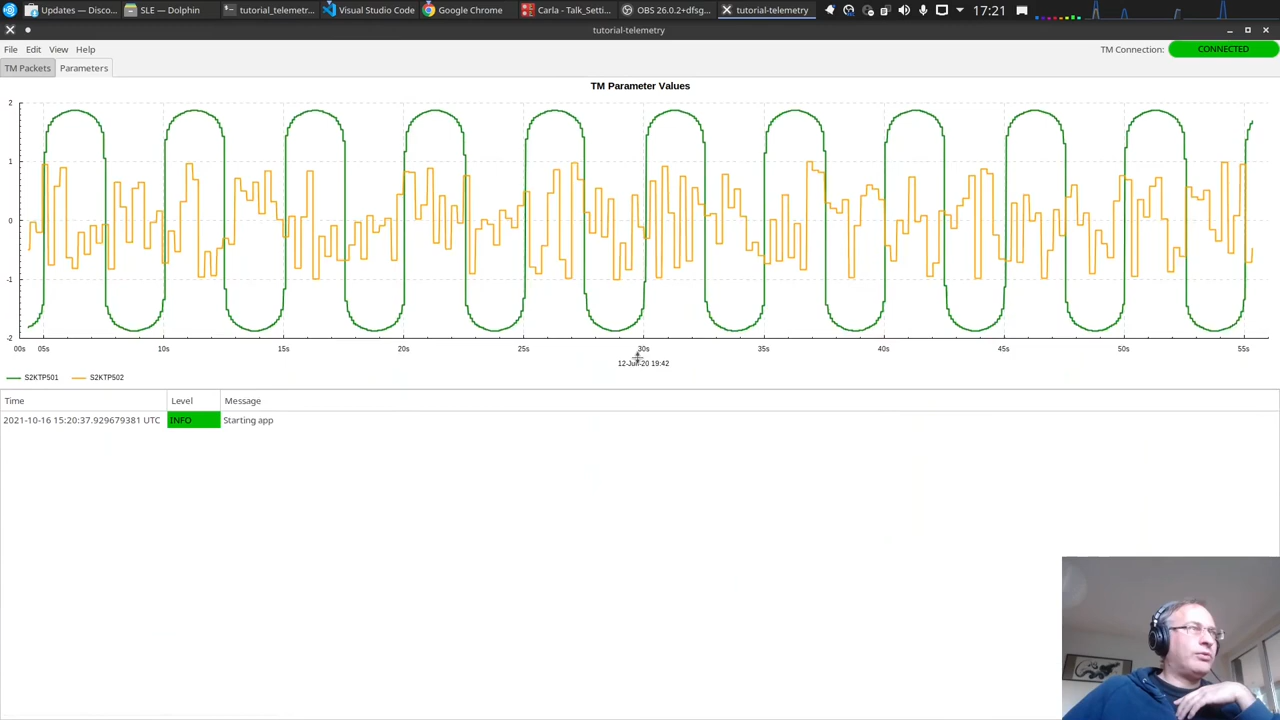 Updates — Disco... SLE — Dolphin tutorial_telemetr... Visual Studio Code Google Chrome Carla - Talk_Setti... OBS 26.0.2+dfsg... tutorial-telemetry 17:21
tutorial-telemetry
File Edit View Help TM Connection: CONNECTED
TM Packets Parameters
TM Parameter Values
2
1
0
-1
-2
00s 05s 10s 15s 20s 25s 30s 35s 40s 45s 50s 55s
12-Jun-20 19:42
S2KTP501 S2KTP502
Time Level Message
2021-10-16 15:20:37.929679381 UTC INFO Starting app